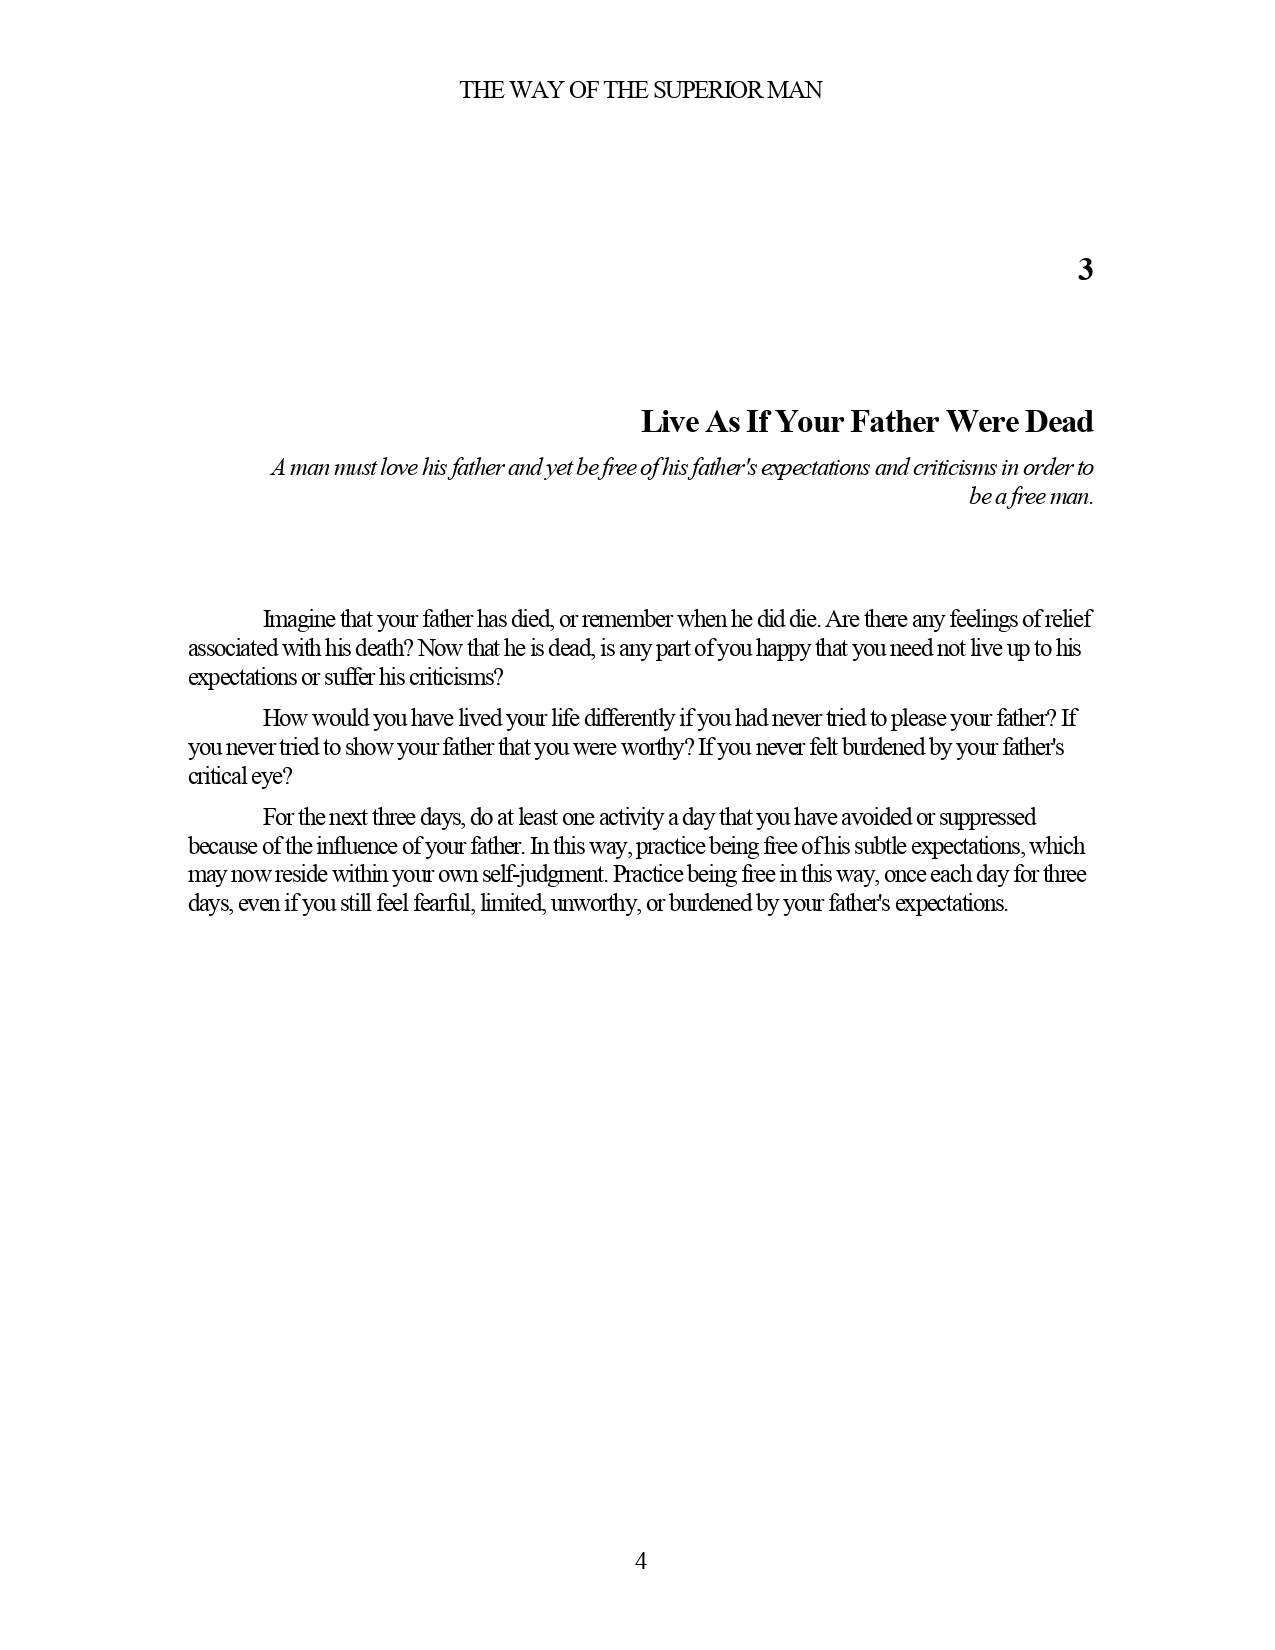 THE WAY OF THE SUPERIOR MAN
3
Live As If Your Father Were Dead
A man must love his father and yet be free of his father's expectations and criticisms in order to
be a free man.
Imagine that your father has died, or remember when he did die. Are there any feelings of relief
associated with his death? Now that he is dead, is any part of you happy that you need not live up to his
expectations or suffer his criticisms?
How would you have lived your life differently if you had never tried to please your father? If
you never tried to show your father that you were worthy? If you never felt burdened by your father's
critical eye?
For the next three days, do at least one activity a day that you have avoided or suppressed
because of the influence of your father. In this way, practice being free of his subtle expectations, which
may now reside within your own self-judgment. Practice being free in this way, once each day for three
days, even if you still feel fearful, limited, unworthy, or burdened by your father's expectations.
4